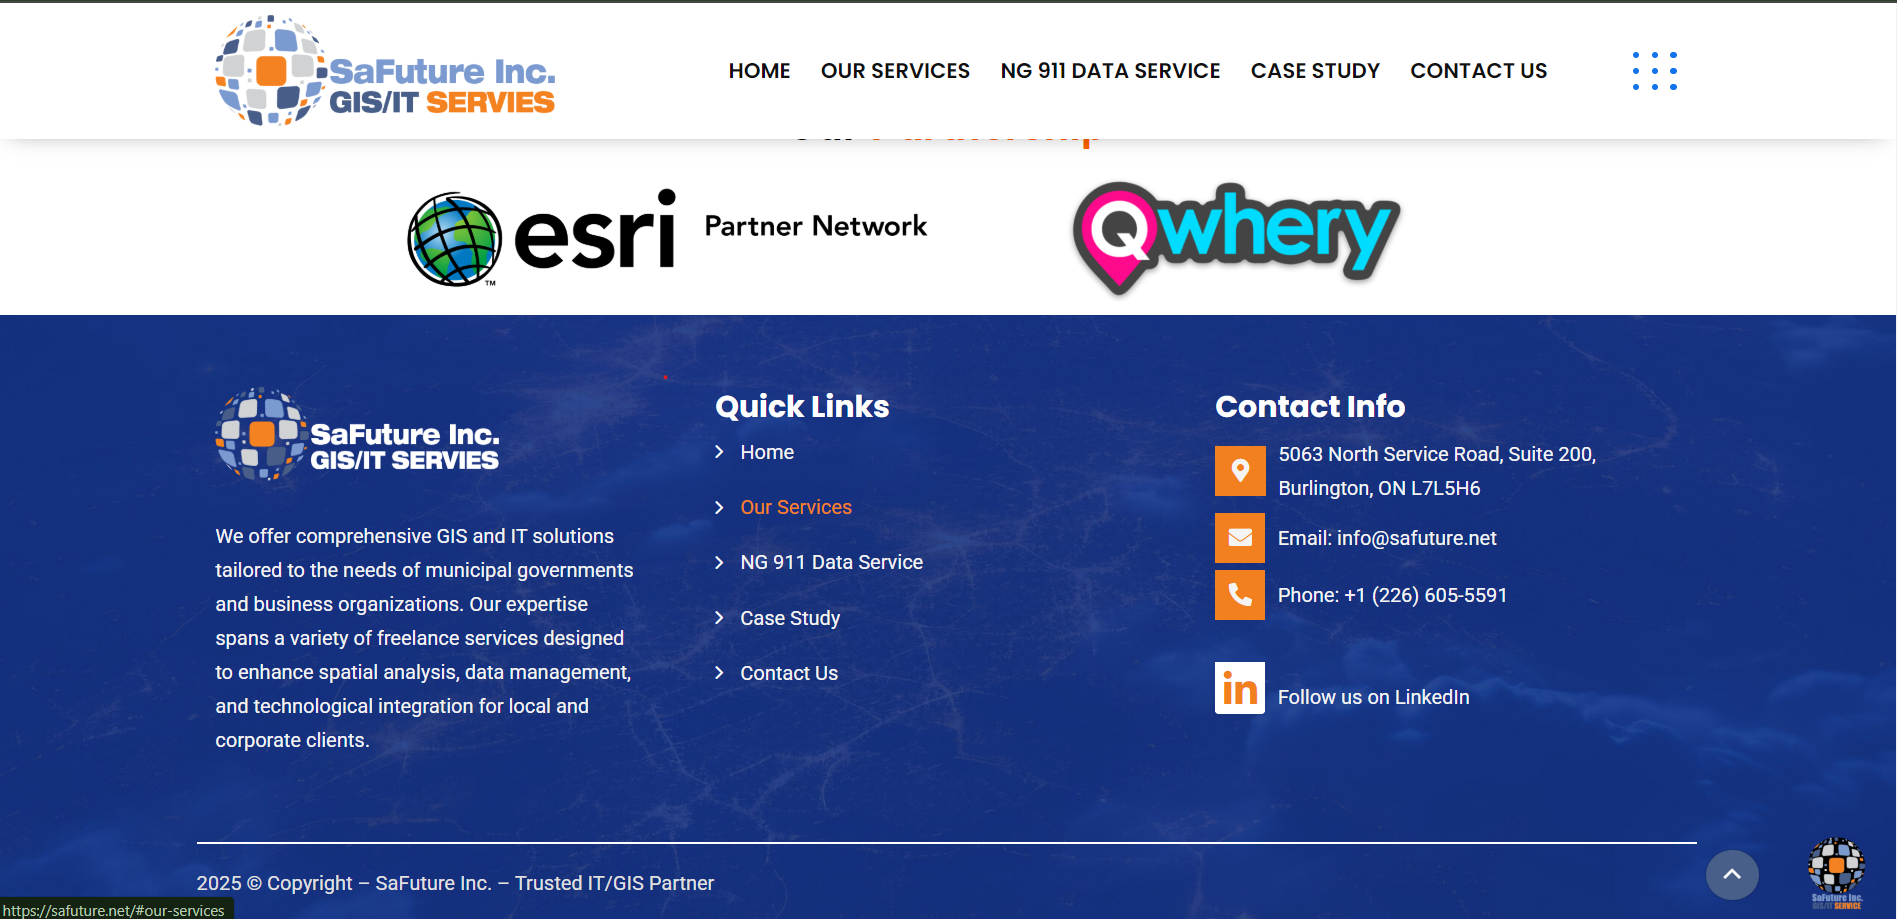 SaFuture Inc.
GIS/IT SERVIES
HOME
OUR SERVICES
NG 911 DATA SERVICE
CASE STUDY
CONTACT US
esri
TM
Partner Network
Qwhery
SaFuture Inc.
GIS/IT SERVIES
We offer comprehensive GIS and IT solutions
tailored to the needs of municipal governments
and business organizations. Our expertise
spans a variety of freelance services designed
to enhance spatial analysis, data management,
and technological integration for local and
corporate clients.
Quick Links
Home
Our Services
NG 911 Data Service
Case Study
Contact Us
Contact Info
5063 North Service Road, Suite 200,
Burlington, ON L7L5H6
Email: info@safuture.net
Phone: +1 (226) 605-5591
in
Follow us on LinkedIn
2025 © Copyright – SaFuture Inc. – Trusted IT/GIS Partner
SaFuture Inc.
GIS/IT SERVICE
https://safuture.net/#our-services